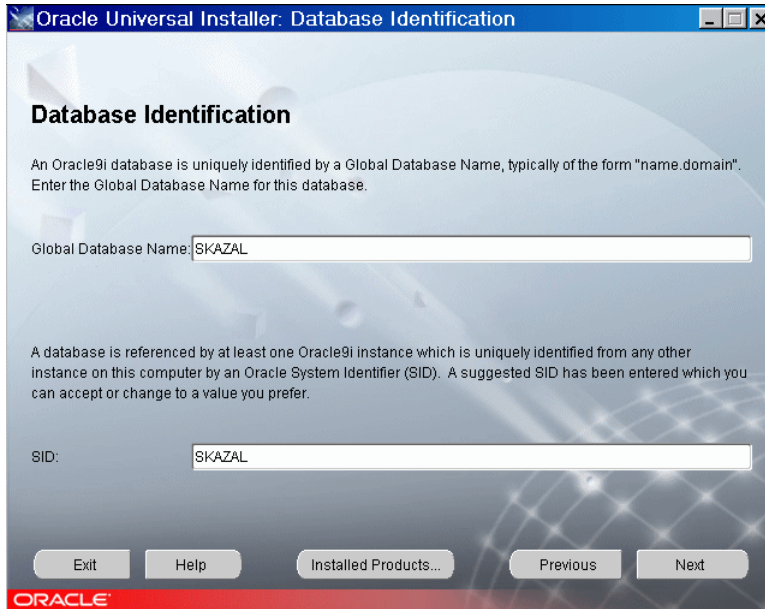 Oracle Universal Installer: Database Identification
Database Identification
An Oracle9i database is uniquely identified by a Global Database Name, typically of the form "name.domain".
Enter the Global Database Name for this database.
Global Database Name: SKAZAL
A database is referenced by at least one Oracle9i instance which is uniquely identified from any other
instance on this computer by an Oracle System Identifier (SID). A suggested SID has been entered which you
can accept or change to a value you prefer.
SID: SKAZAL
Exit Help Installed Products... Previous Next
ORACLE